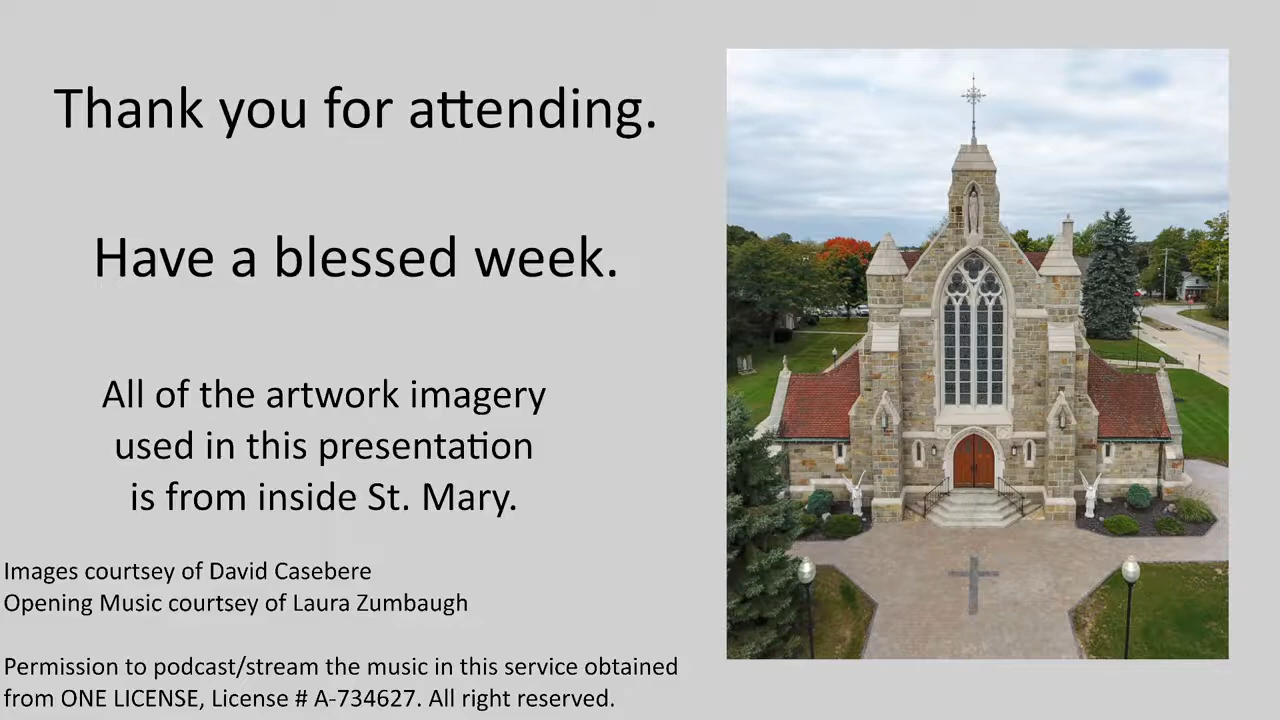 Thank you for attending.
Have a blessed week.
All of the artwork imagery
used in this presentation
is from inside St. Mary.
Images courtsey of David Casebere
Opening Music courtsey of Laura Zumbaugh
Permission to podcast/stream the music in this service obtained
from ONE LICENSE, License # A-734627. All right reserved.